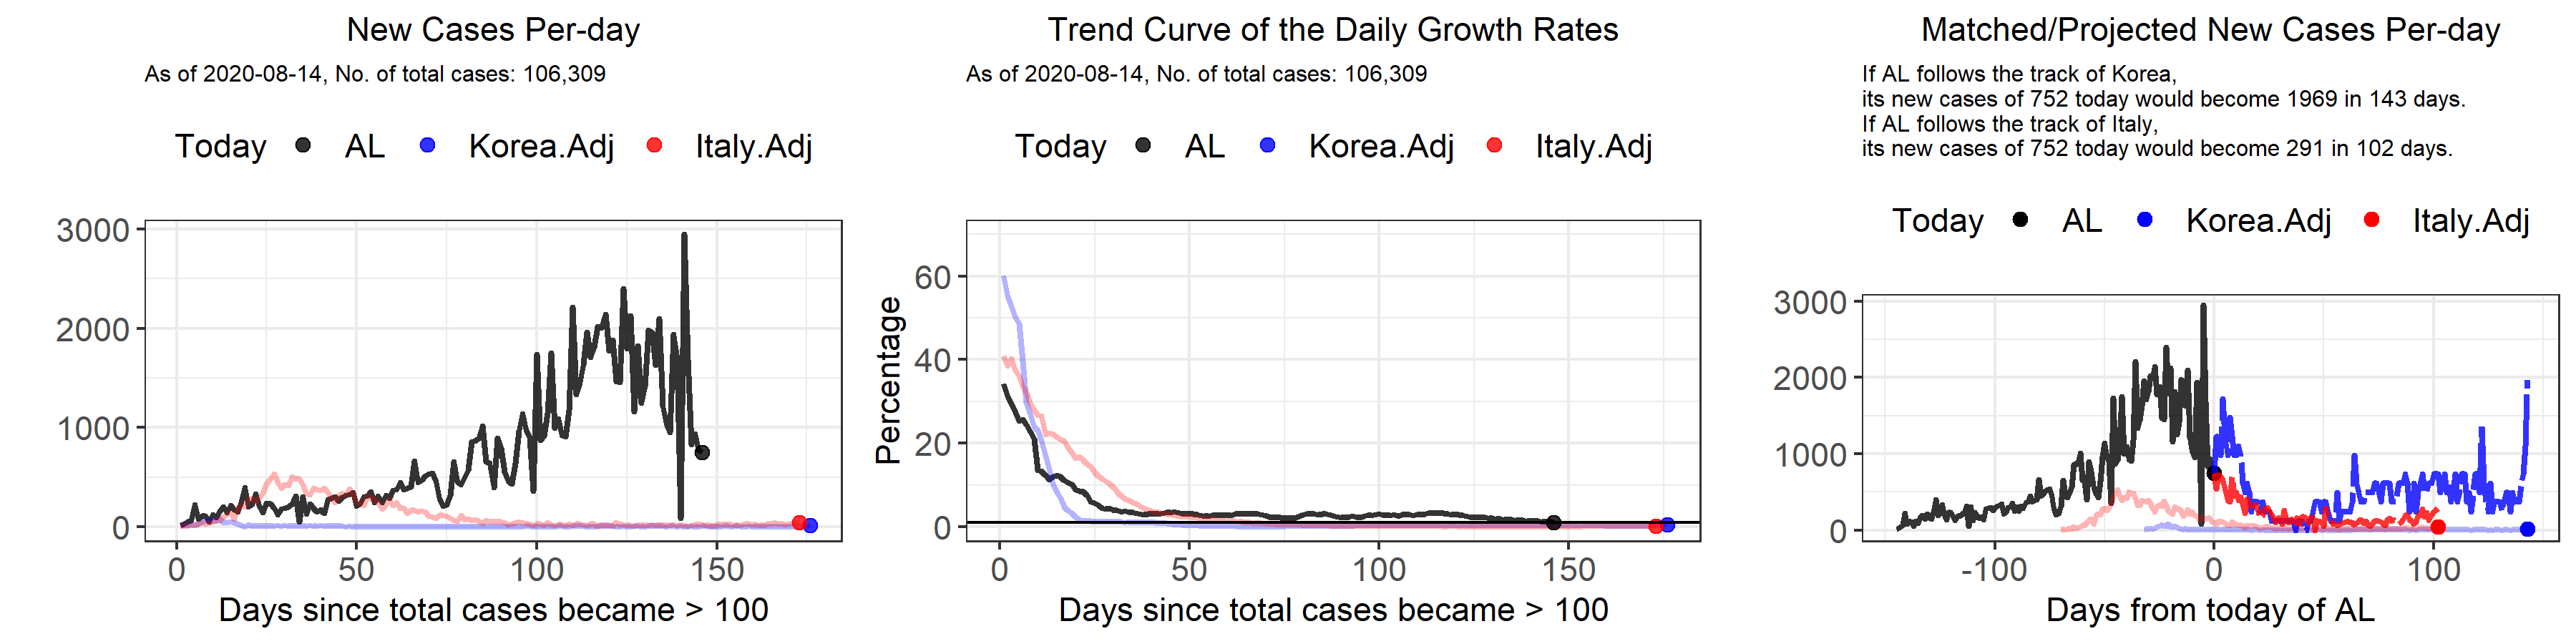 New Cases Per-day
As of 2020-08-14, No. of total cases: 106,309
Today AL Korea.Adj Italy.Adj
3000
2000
1000
0
0 50 100 150
Days since total cases became > 100
Trend Curve of the Daily Growth Rates
As of 2020-08-14, No. of total cases: 106,309
Today AL Korea.Adj Italy.Adj
Percentage
60
40
20
0
0 50 100 150
Days since total cases became > 100
Matched/Projected New Cases Per-day
If AL follows the track of Korea,
its new cases of 752 today would become 1969 in 143 days.
If AL follows the track of Italy,
its new cases of 752 today would become 291 in 102 days.
Today AL Korea.Adj Italy.Adj
3000
2000
1000
0
-100 0 100
Days from today of AL